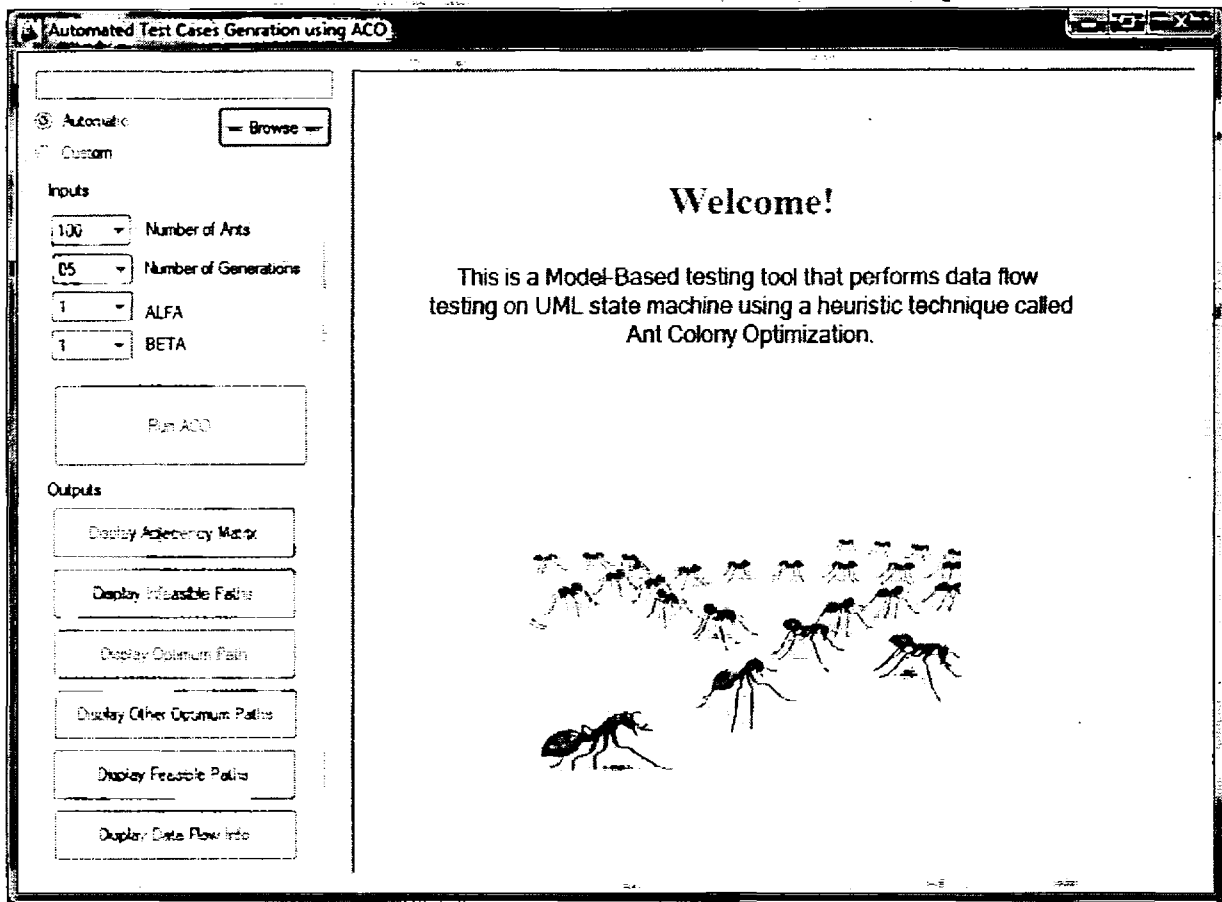 Automated Test Cases Genration using ACO
Automatic
Browse
Custom
Inputs
100 Number of Ants
05 Number of Generations
1 ALFA
1 BETA
Run ACO
Outputs
Display Adjecency Matrix
Display Infeasible Paths
Display Optimum Path
Display Other Optimum Paths
Display Feasible Paths
Display Data Flow Info
Welcome!
This is a Model-Based testing tool that performs data flow
testing on UML state machine using a heuristic technique called
Ant Colony Optimization.